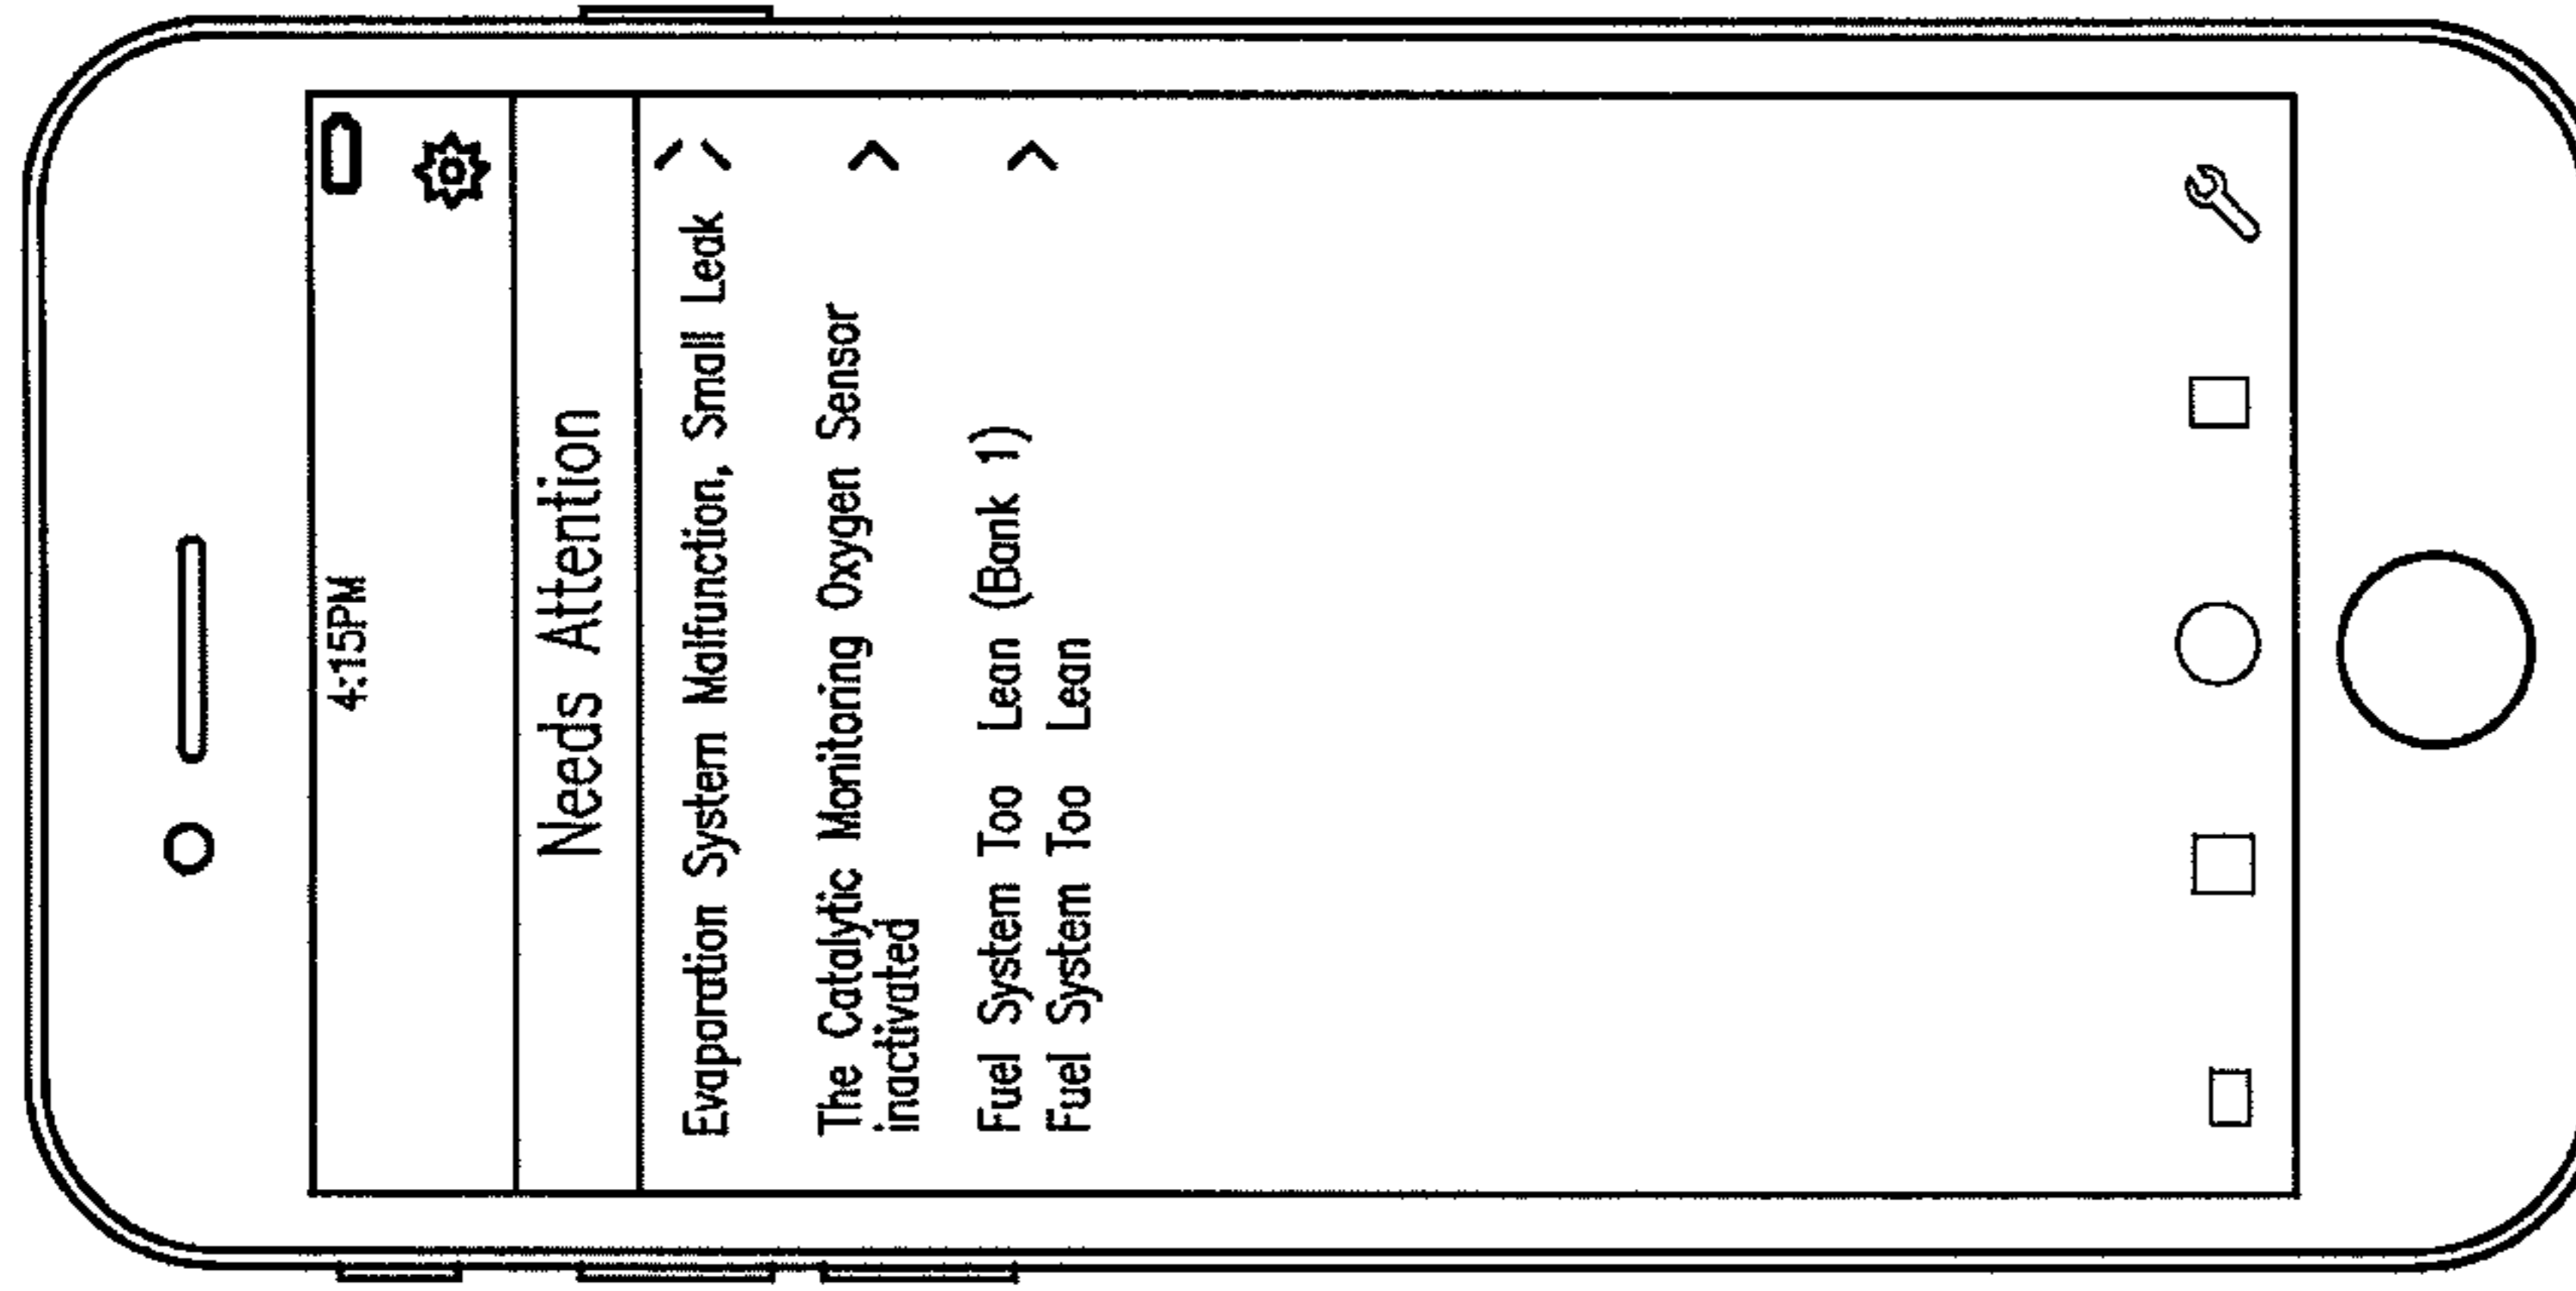 4:15PM
Needs Attention
Evaporation System Malfunction, Small Leak
The Catalytic Monitoring Oxygen Sensor
inactivated
Fuel System Too Lean (Bank 1)
Fuel System Too Lean